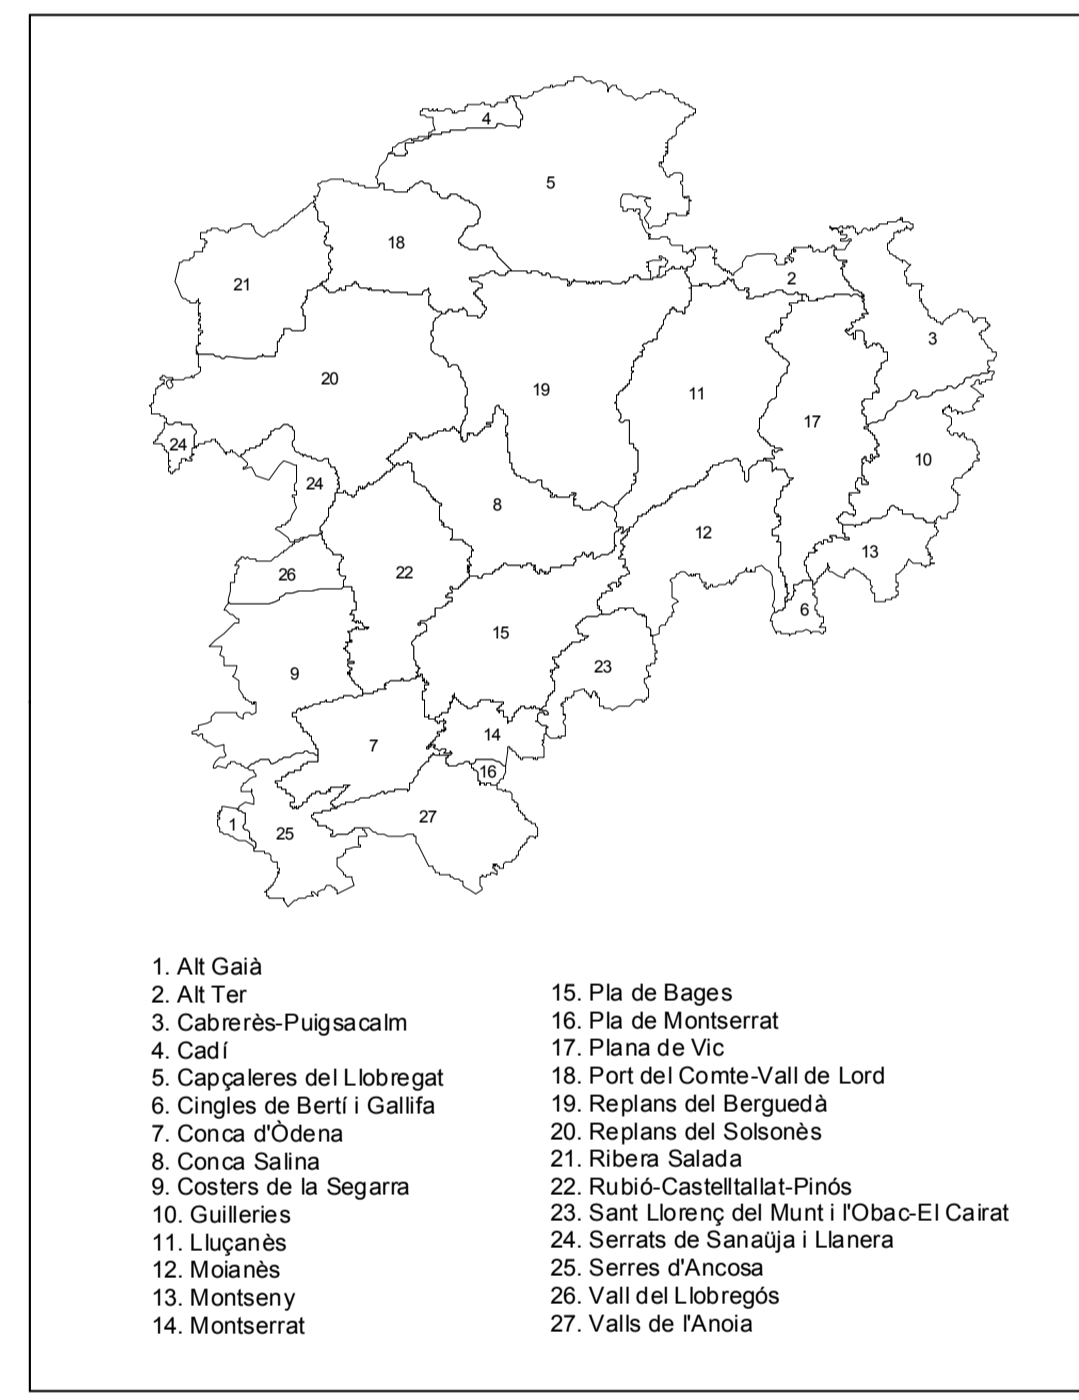 4
5
18
2
21
3
20
19
11
17
24
10
24
8
12
13
26
22
6
15
23
9
14
7
16
27
1
25
1. Alt Gaià
2. Alt Ter
3. Cabrerès-Puigsacalm
4. Cadí
5. Capçaleres del Llobregat
6. Cingles de Bertí i Gallifa
7. Conca d'Òdena
8. Conca Salina
9. Costers de la Segarra
10. Guilleries
11. Lluçanès
12. Moianès
13. Montseny
14. Montserrat
15. Pla de Bages
16. Pla de Montserrat
17. Plana de Vic
18. Port del Comte-Vall de Lord
19. Replans del Berguedà
20. Replans del Solsonès
21. Ribera Salada
22. Rubió-Castelltallat-Pinós
23. Sant Llorenç del Munt i l'Obac-El Cairat
24. Serrats de Sanaüja i Llanera
25. Serres d'Ancosa
26. Vall del Llobregós
27. Valls de l'Anoia